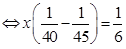 ⇔ x(1/40 − 1/45) = 1/6